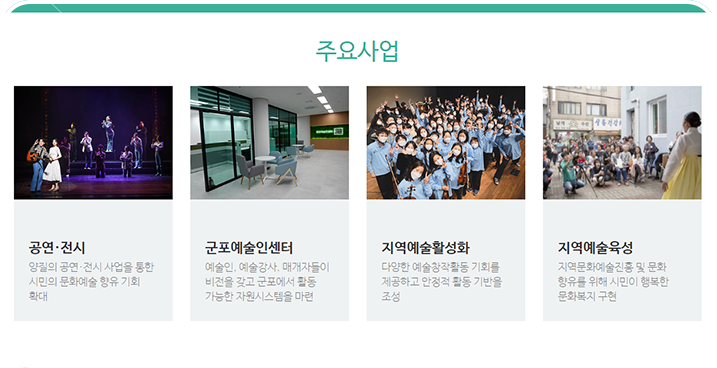 주요사업
공연·전시
양질의 공연·전시 사업을 통한
시민의 문화예술 향유 기회
확대
군포예술인센터
예술인, 예술강사, 매개자들이
비전을 갖고 군포에서 활동
가능한 자원시스템을 마련
지역예술활성화
다양한 예술창작활동 기회를
제공하고 안정적 활동 기반을
조성
지역예술육성
지역문화예술진흥 및 문화
향유를 위해 시민이 행복한
문화복지 구현